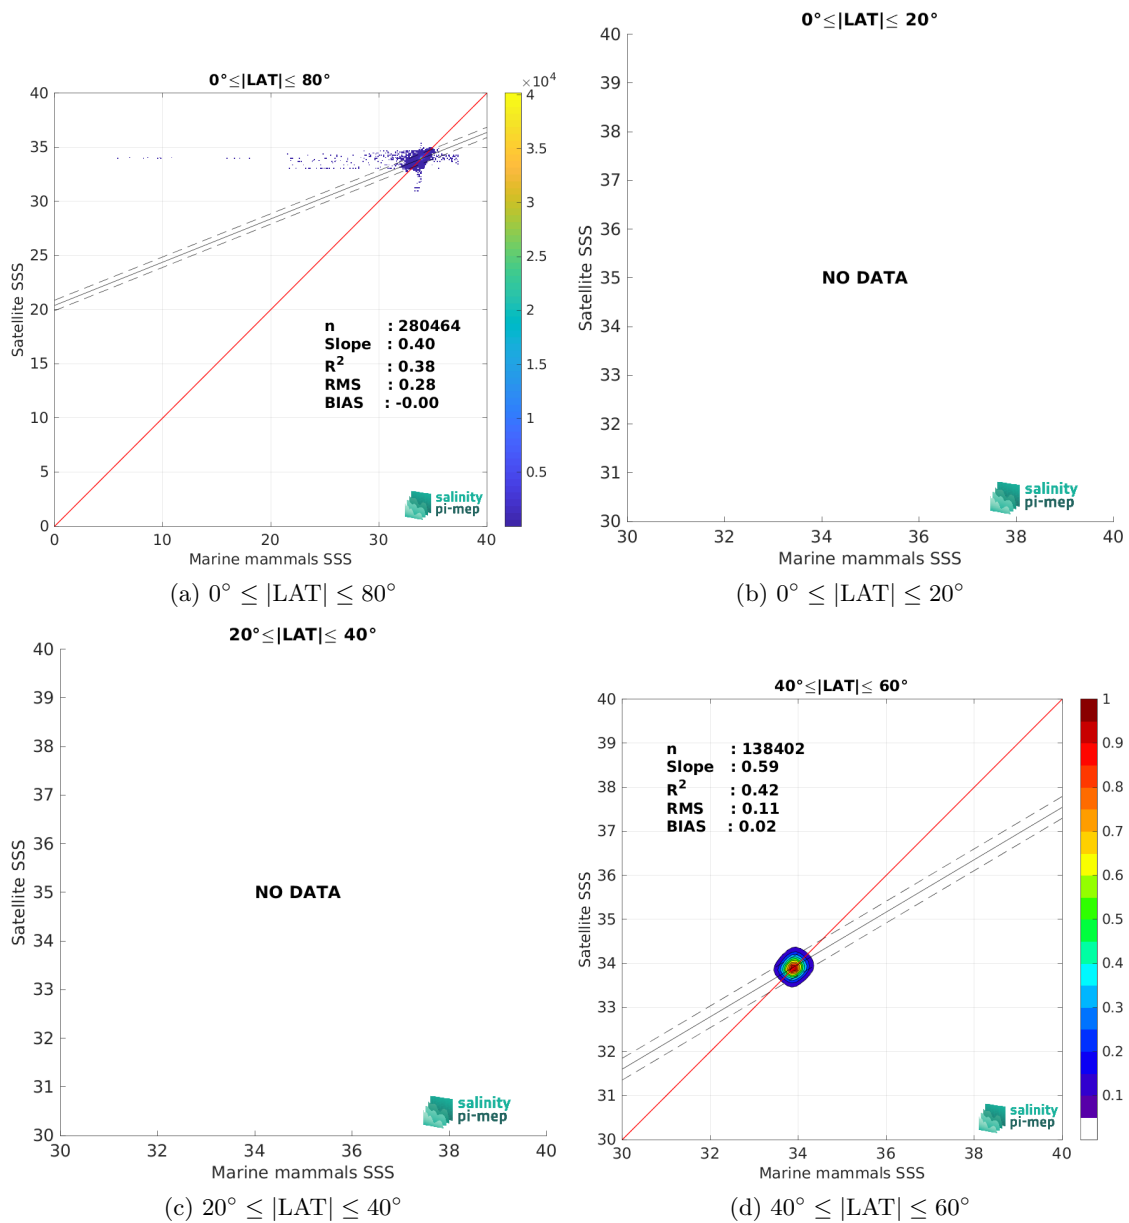 0°≤|LAT|≤ 80°
×10⁴
40
35
30
25
20
15
10
5
0
0
10
20
30
40
4
3.5
3
2.5
2
1.5
1
0.5
Satellite SSS
Marine mammals SSS
n : 280464
Slope : 0.40
R² : 0.38
RMS : 0.28
BIAS : -0.00
salinity
pi-mep
(a) 0° ≤ |LAT| ≤ 80°
0°≤|LAT|≤ 20°
40
39
38
37
36
35
34
33
32
31
30
30
32
34
36
38
40
Satellite SSS
Marine mammals SSS
NO DATA
salinity
pi-mep
(b) 0° ≤ |LAT| ≤ 20°
20°≤|LAT|≤ 40°
40
39
38
37
36
35
34
33
32
31
30
30
32
34
36
38
40
Satellite SSS
Marine mammals SSS
NO DATA
salinity
pi-mep
(c) 20° ≤ |LAT| ≤ 40°
40°≤|LAT|≤ 60°
40
39
38
37
36
35
34
33
32
31
30
30
32
34
36
38
40
1
0.9
0.8
0.7
0.6
0.5
0.4
0.3
0.2
0.1
Satellite SSS
Marine mammals SSS
n : 138402
Slope : 0.59
R² : 0.42
RMS : 0.11
BIAS : 0.02
salinity
pi-mep
(d) 40° ≤ |LAT| ≤ 60°